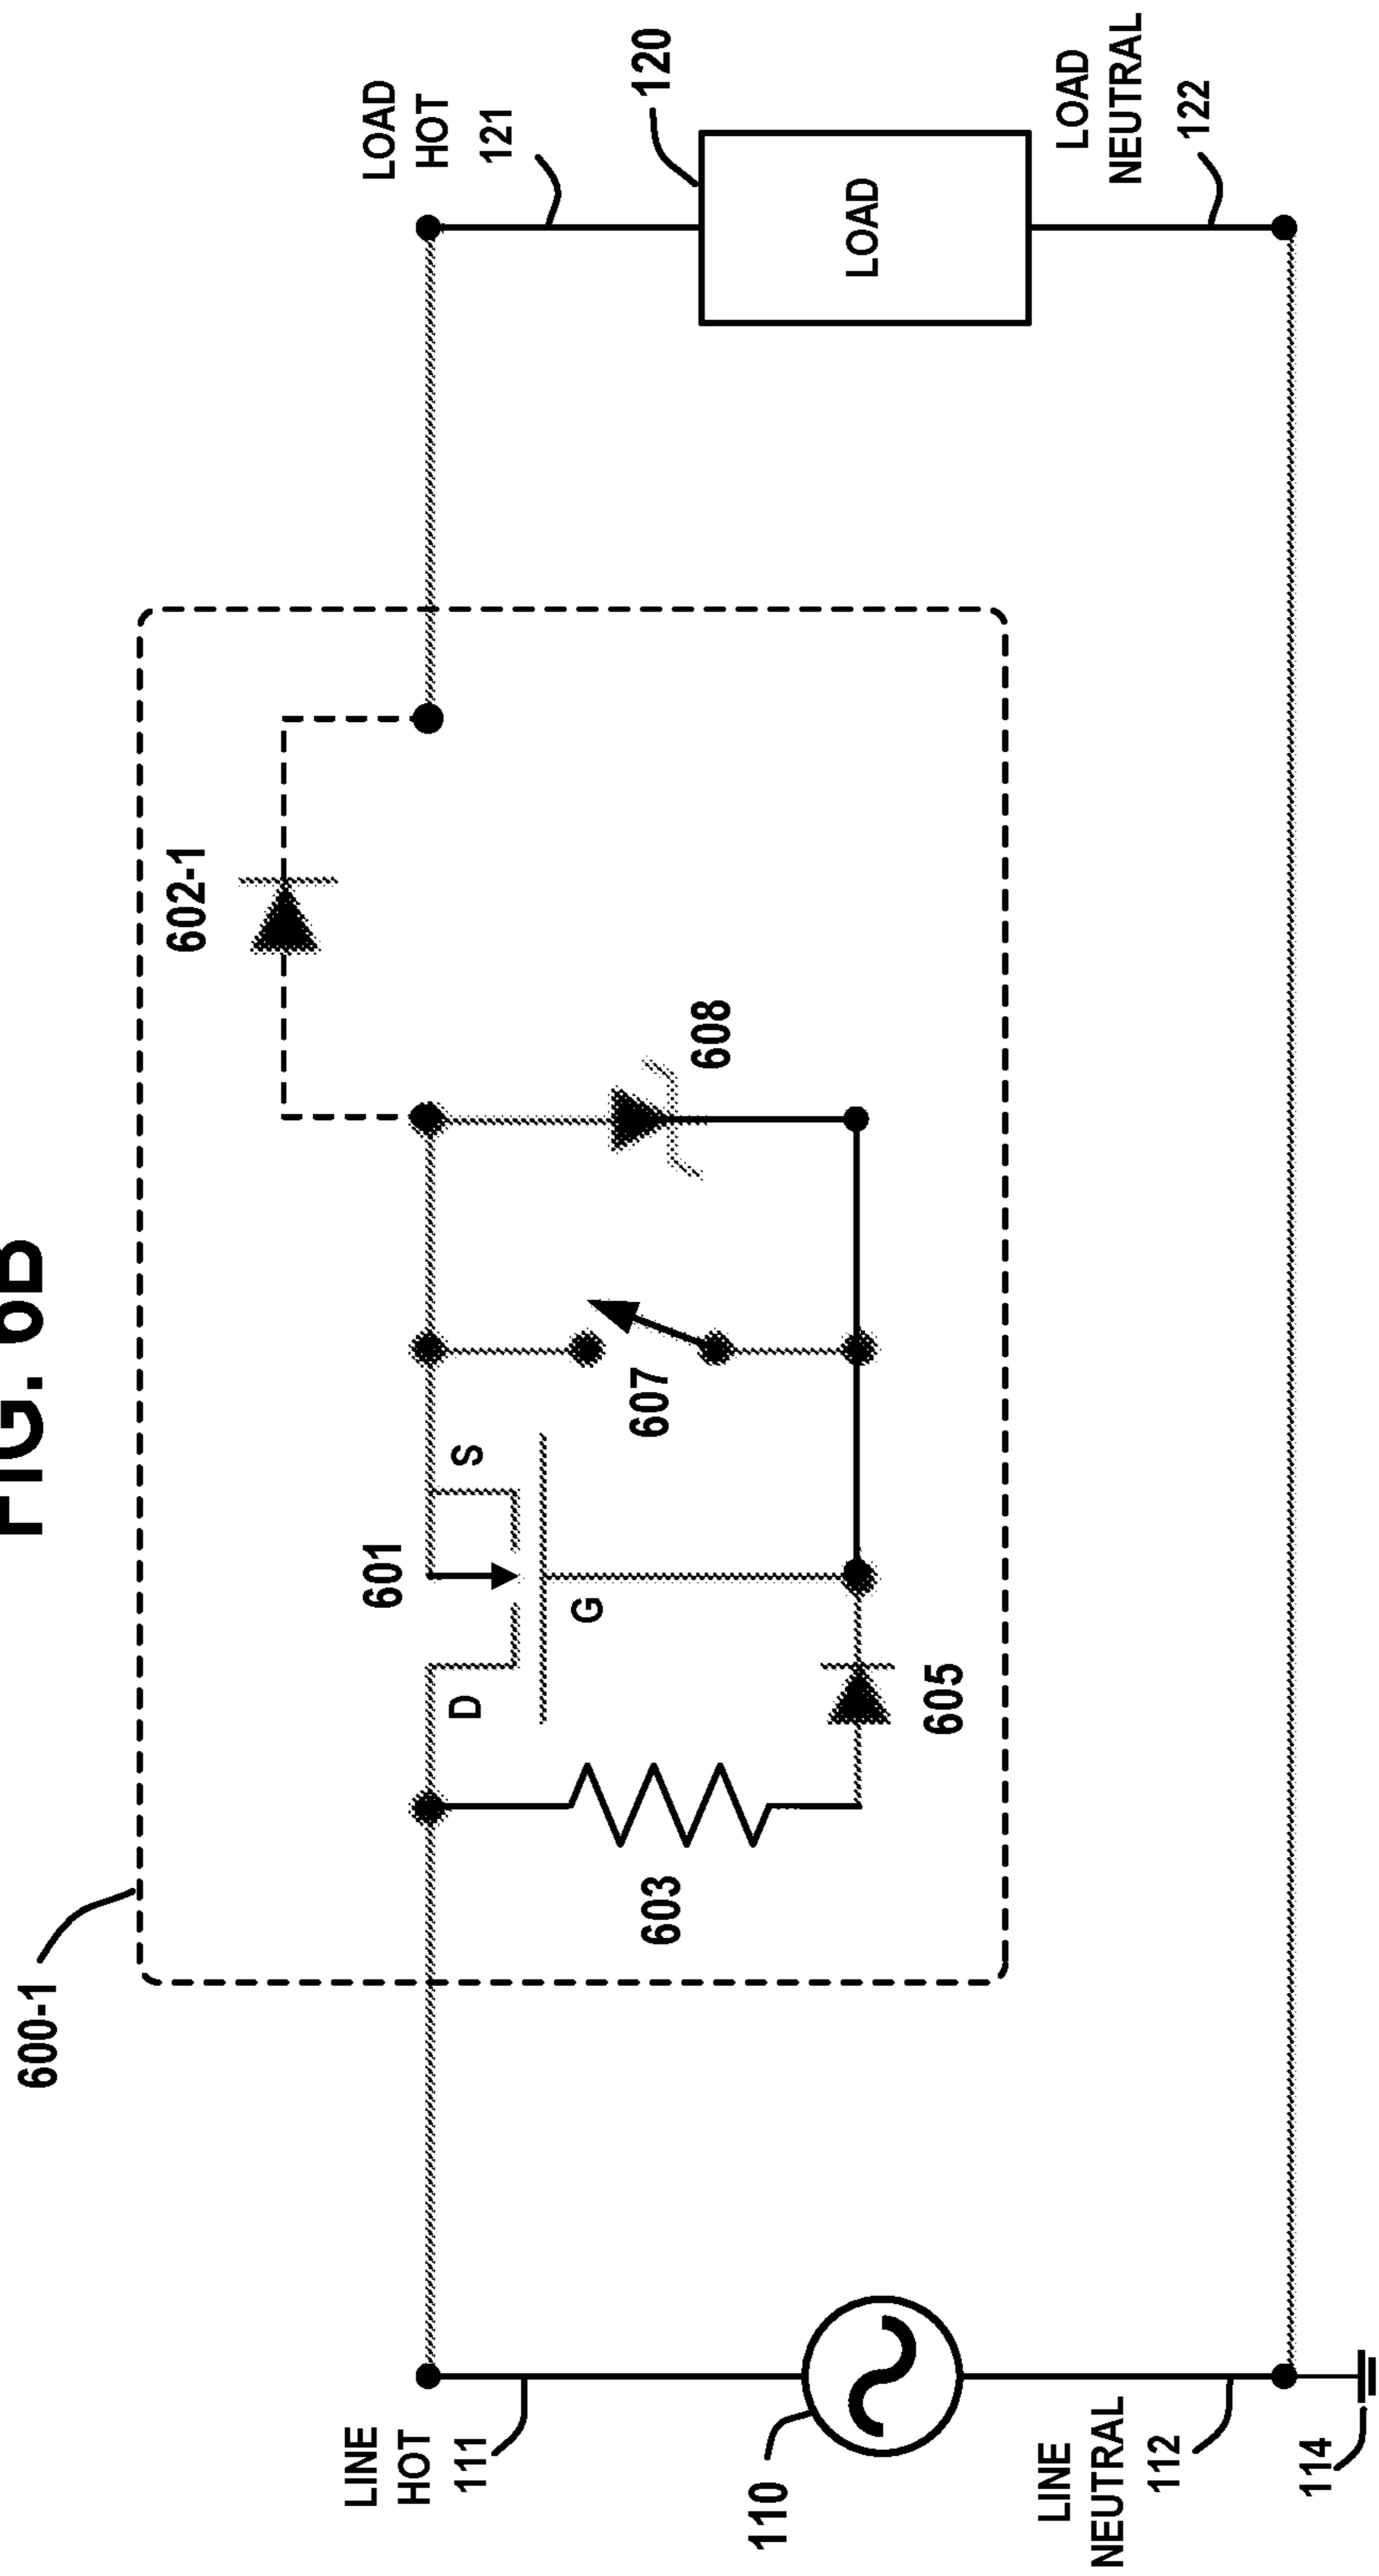 FIG. 6B
600-1
602-1
601
D
S
G
603
605
607
608
LINE
HOT
111
110
LINE
NEUTRAL
112
114
LOAD
HOT
121
120
LOAD
LOAD
NEUTRAL
122